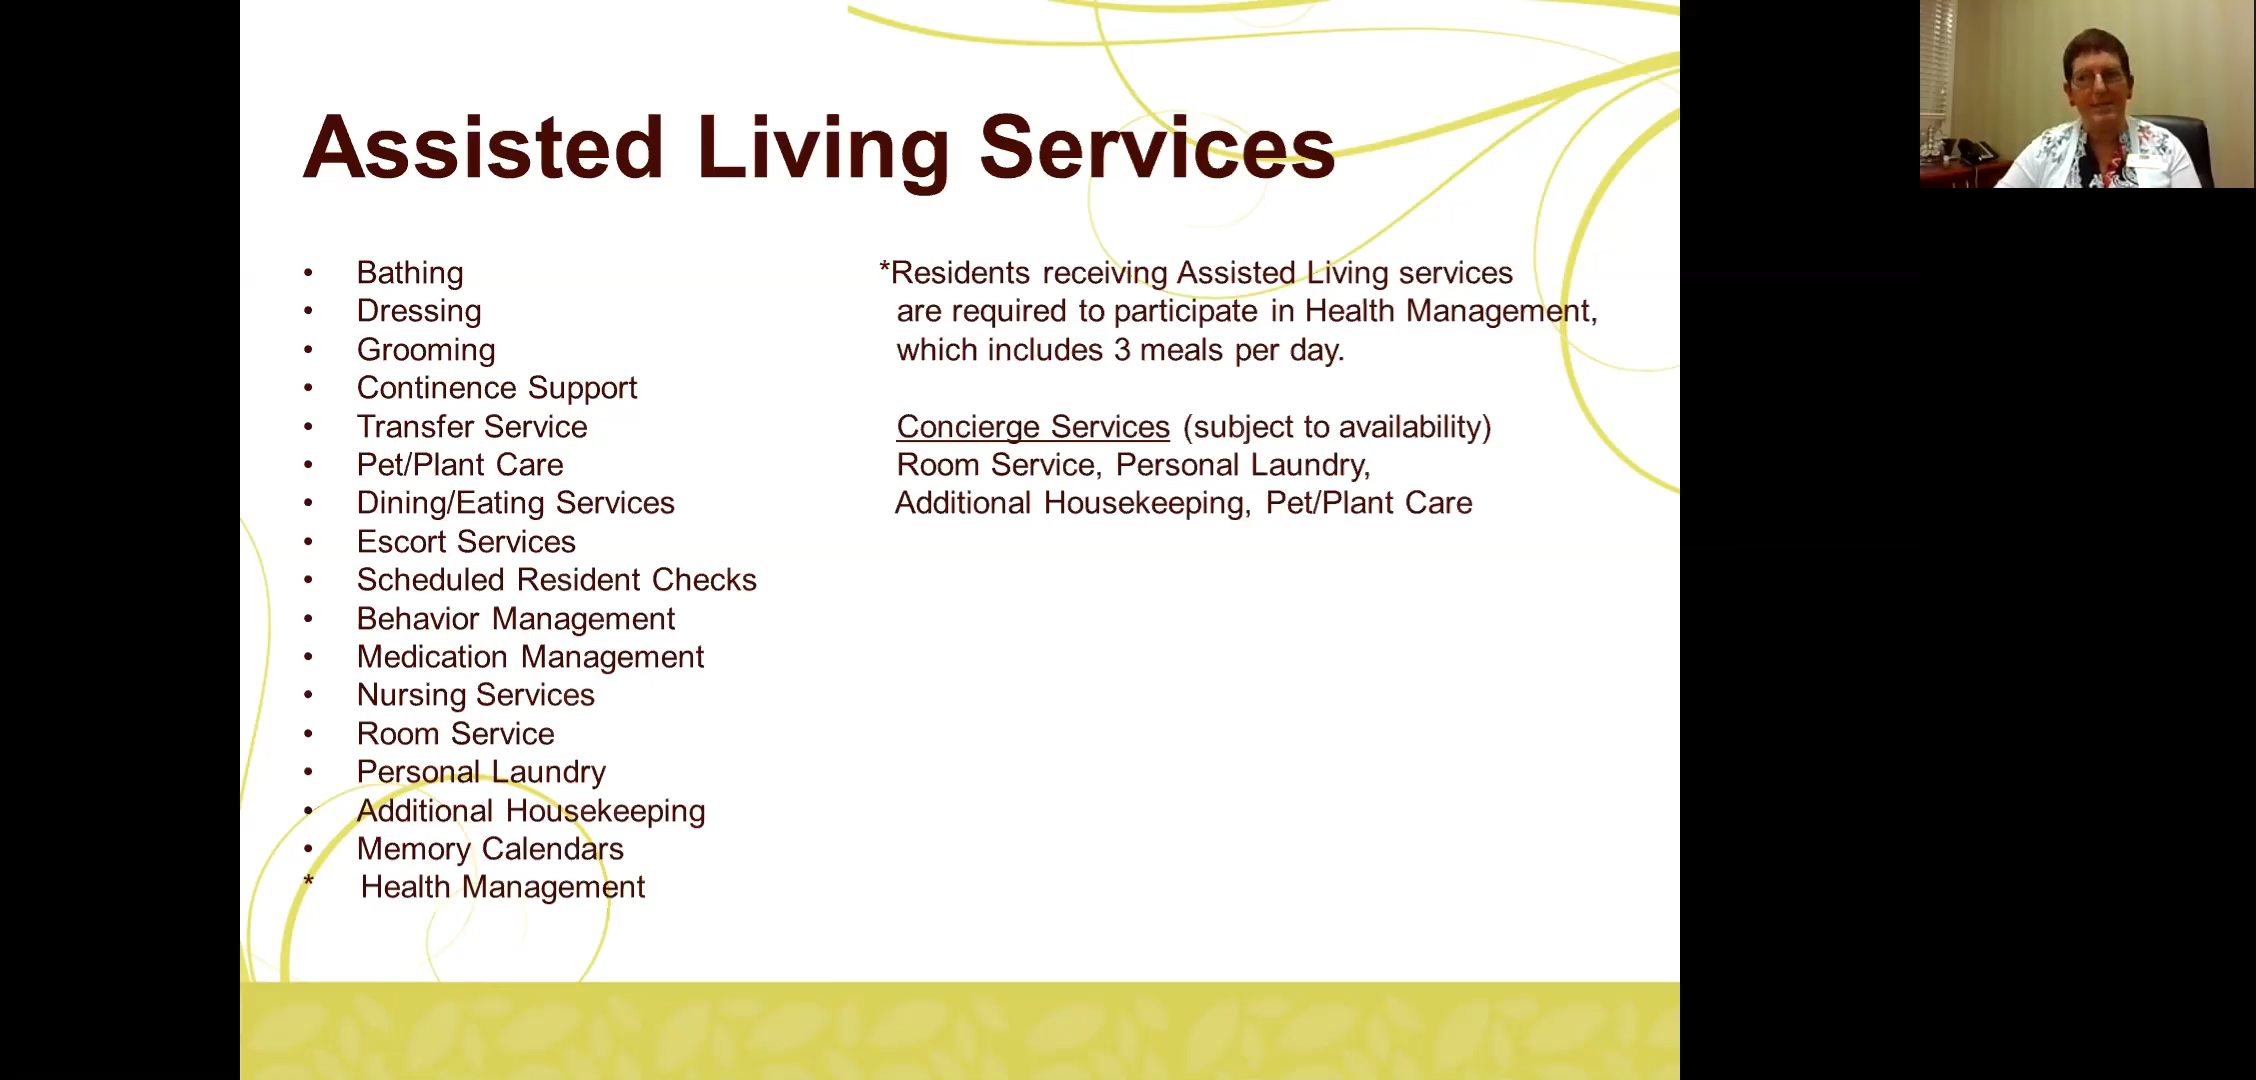 Assisted Living Services
• Bathing
• Dressing
• Grooming
• Continence Support
• Transfer Service
• Pet/Plant Care
• Dining/Eating Services
• Escort Services
• Scheduled Resident Checks
• Behavior Management
• Medication Management
• Nursing Services
• Room Service
• Personal Laundry
• Additional Housekeeping
• Memory Calendars
* Health Management
*Residents receiving Assisted Living services
are required to participate in Health Management,
which includes 3 meals per day.
Concierge Services (subject to availability)
Room Service, Personal Laundry,
Additional Housekeeping, Pet/Plant Care